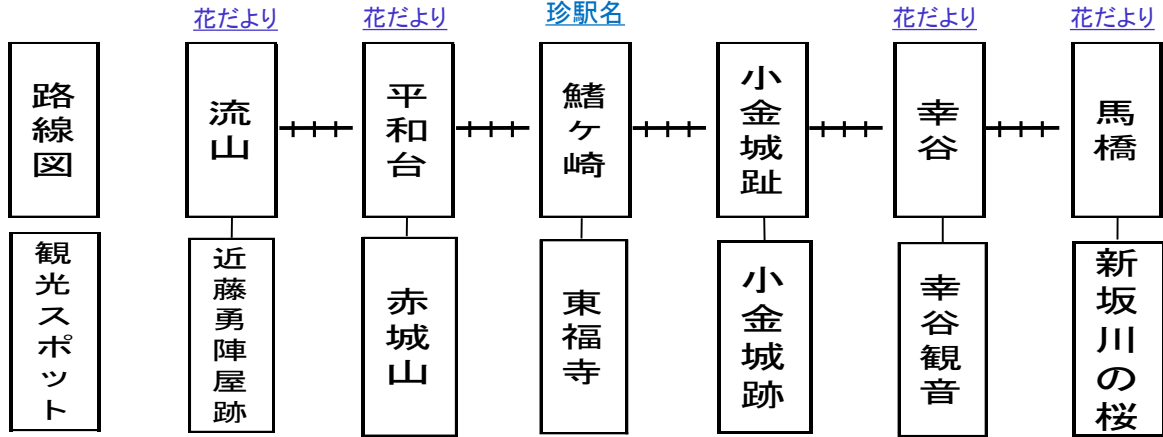 花だより
花だより
珍駅名
花だより
花だより
路線図
流山
平和台
鰭ヶ崎
小金城趾
幸谷
馬橋
観光スポット
近藤勇陣屋跡
赤城山
東福寺
小金城跡
幸谷観音
新坂川の桜